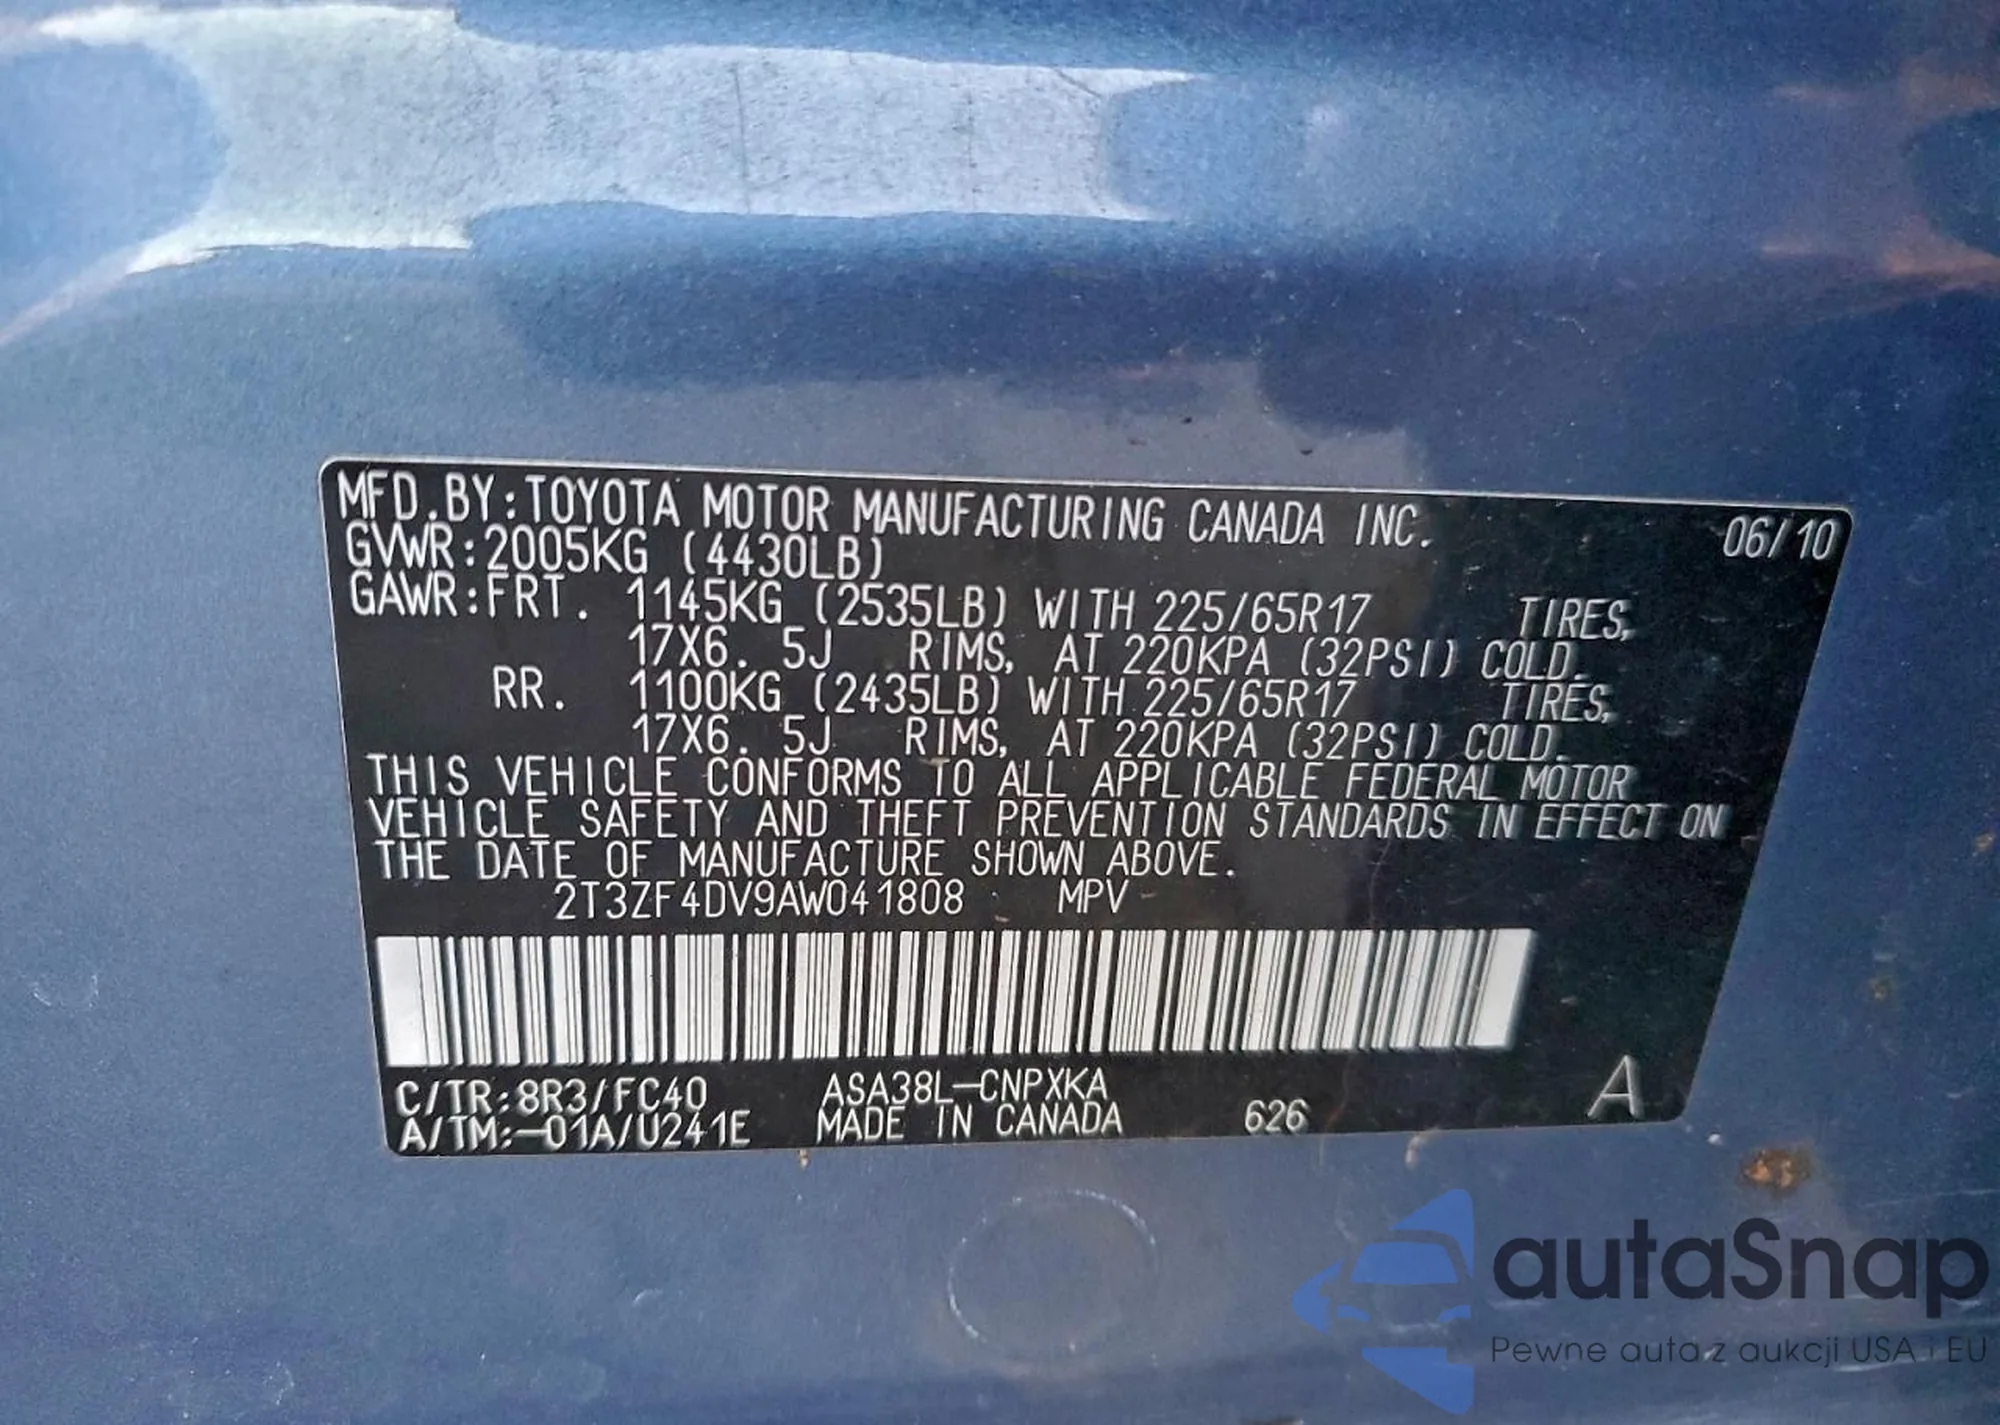 MFD.BY:TOYOTA MOTOR MANUFACTURING CANADA INC. 06/10
GVWR:2005KG (4430LB)
GAWR:FRT. 1145KG (2535LB) WITH 225/65R17 TIRES,
17X6.5J RIMS, AT 220KPA (32PSI) COLD.
RR. 1100KG (2435LB) WITH 225/65R17 TIRES,
17X6.5J RIMS, AT 220KPA (32PSI) COLD.
THIS VEHICLE CONFORMS TO ALL APPLICABLE FEDERAL MOTOR
VEHICLE SAFETY AND THEFT PREVENTION STANDARDS IN EFFECT ON
THE DATE OF MANUFACTURE SHOWN ABOVE.
2T3ZF4DV9AW041808 MPV
C/TR:8R3/FC40 ASA38L-CNPXKA A
A/TM:-01A/U241E MADE IN CANADA 626
autaSnap
Pewne auta z aukcji USA i EU